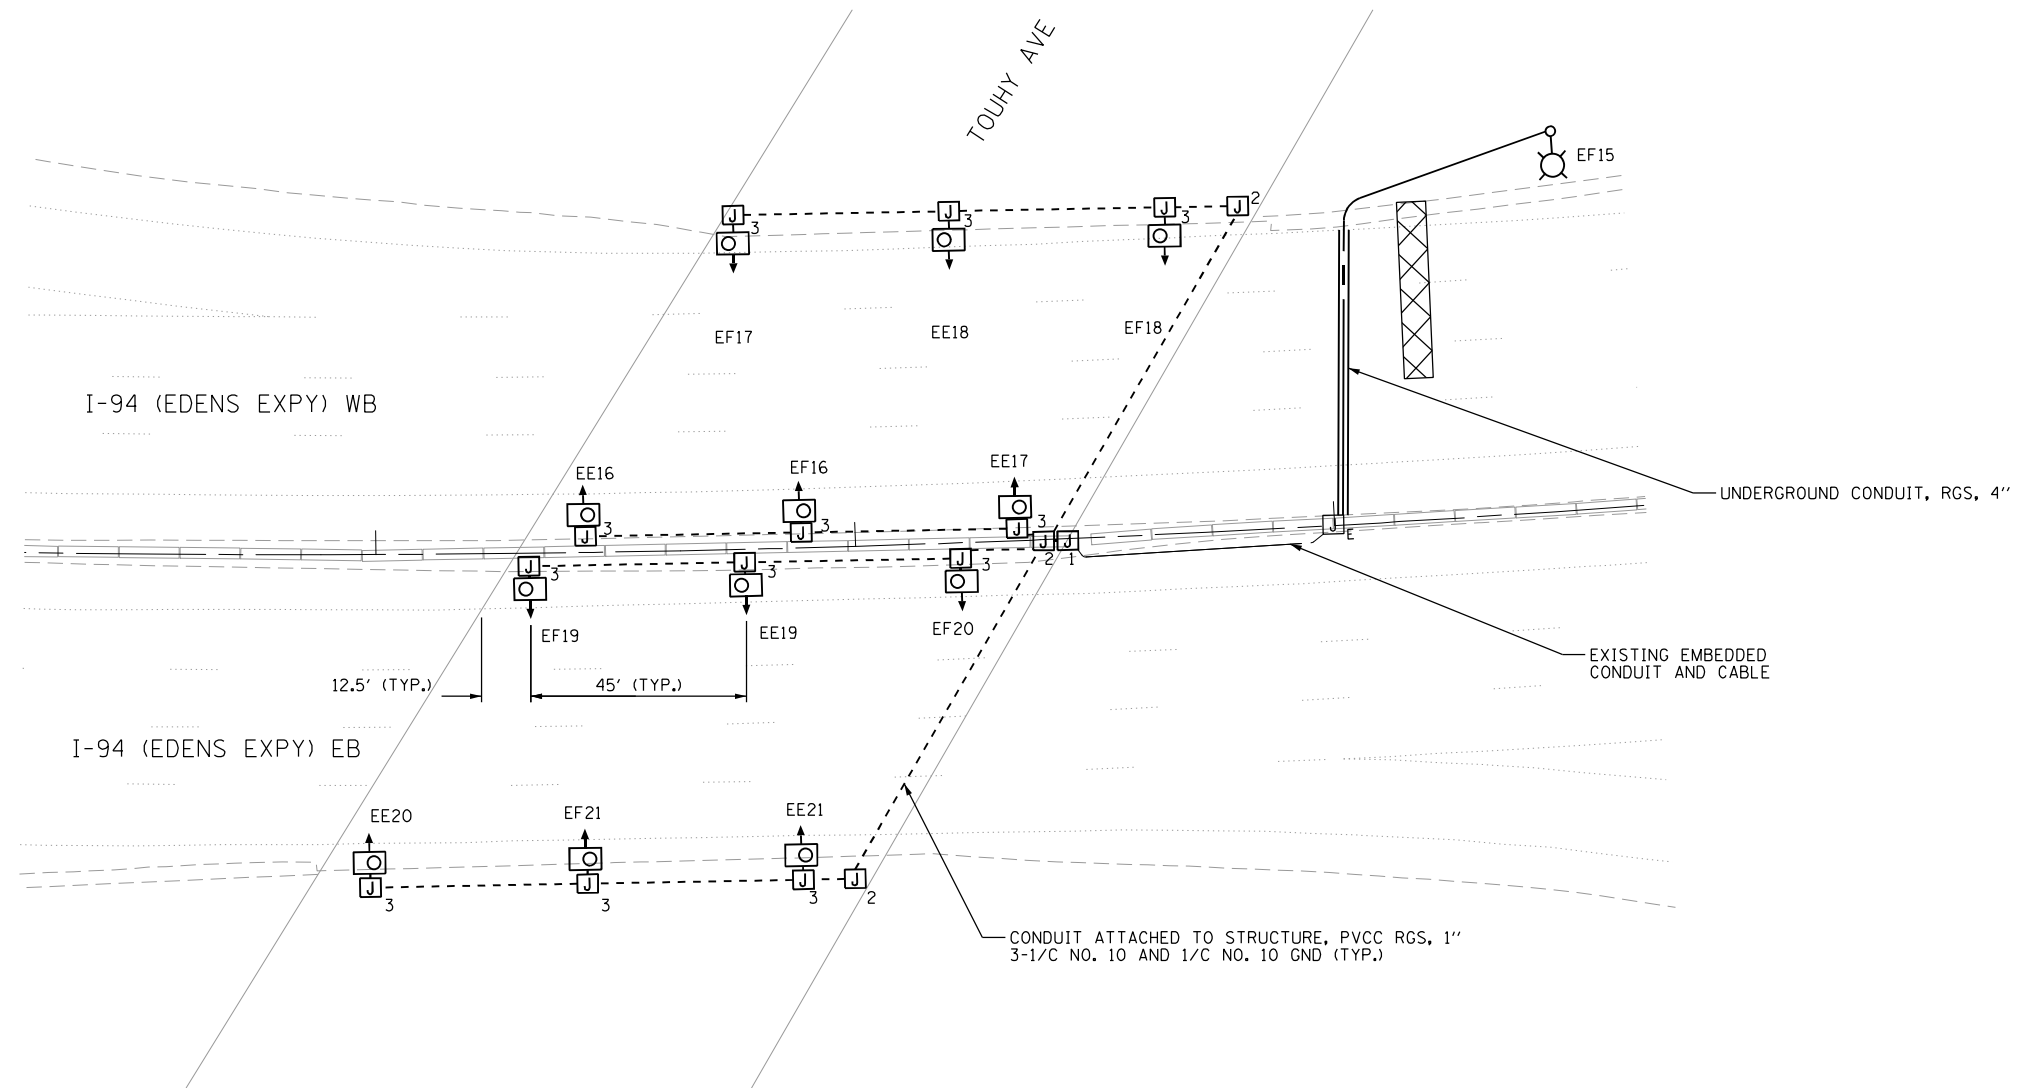 TOUHY AVE
EF15
J
J
J
J 2
3
3
3
EF17
EE18
EF18
I-94 (EDENS EXPY) WB
EE16
EF16
EE17
UNDERGROUND CONDUIT, RGS, 4''
3
3
3
J
J
J
J
J
J
E
2
1
J
J
J
3
3
3
EF19
EE19
EF20
EXISTING EMBEDDED
CONDUIT AND CABLE
12.5' (TYP.)
45' (TYP.)
I-94 (EDENS EXPY) EB
EE20
EF21
EE21
J
J
J
J
3
3
3
2
CONDUIT ATTACHED TO STRUCTURE, PVCC RGS, 1''
3-1/C NO. 10 AND 1/C NO. 10 GND (TYP.)